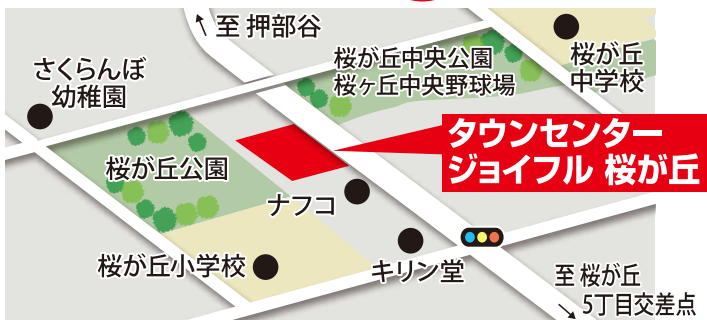 至 押部谷
桜が丘
中学校
桜が丘中央公園
桜ヶ丘中央野球場
さくらんぼ
幼稚園
タウンセンター
ジョイフル 桜が丘
桜が丘公園
ナフコ
桜が丘小学校
キリン堂
至 桜が丘
5丁目交差点